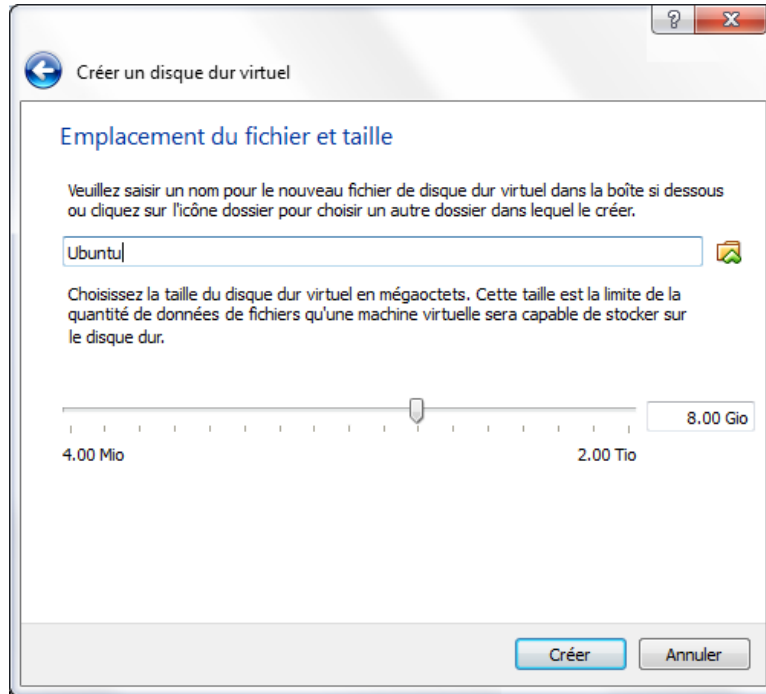 Créer un disque dur virtuel
Emplacement du fichier et taille
Veuillez saisir un nom pour le nouveau fichier de disque dur virtuel dans la boîte si dessous
ou cliquez sur l'icône dossier pour choisir un autre dossier dans lequel le créer.
Ubuntu
Choisissez la taille du disque dur virtuel en mégaoctets. Cette taille est la limite de la
quantité de données de fichiers qu'une machine virtuelle sera capable de stocker sur
le disque dur.
8.00 Gio
4.00 Mio 2.00 Tio
Créer Annuler